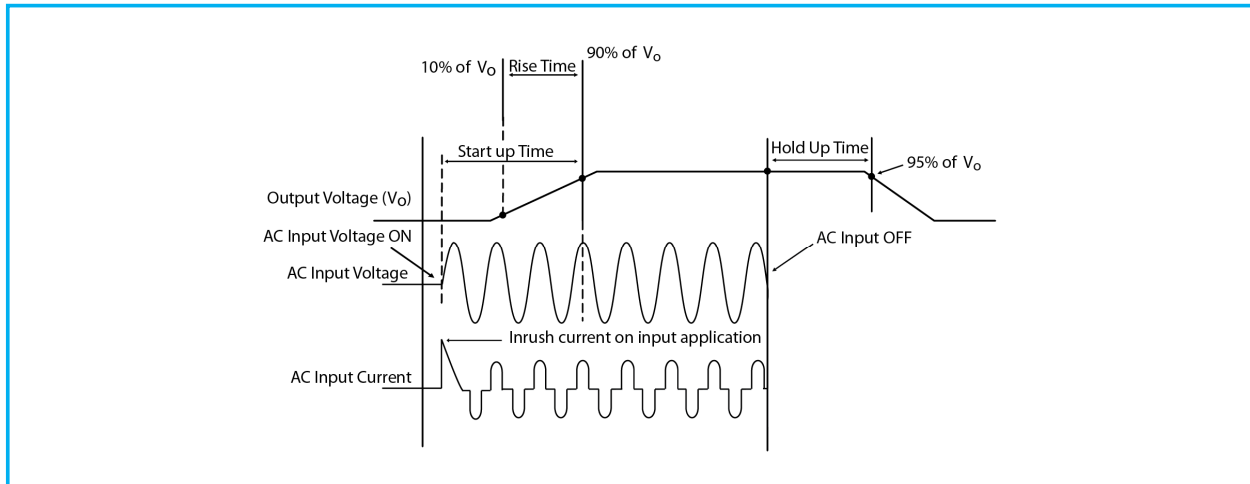 90% of Vo
10% of Vo
Rise Time
Start up Time
Hold Up Time
95% of Vo
Output Voltage (Vo)
AC Input Voltage ON
AC Input OFF
AC Input Voltage
Inrush current on input application
AC Input Current